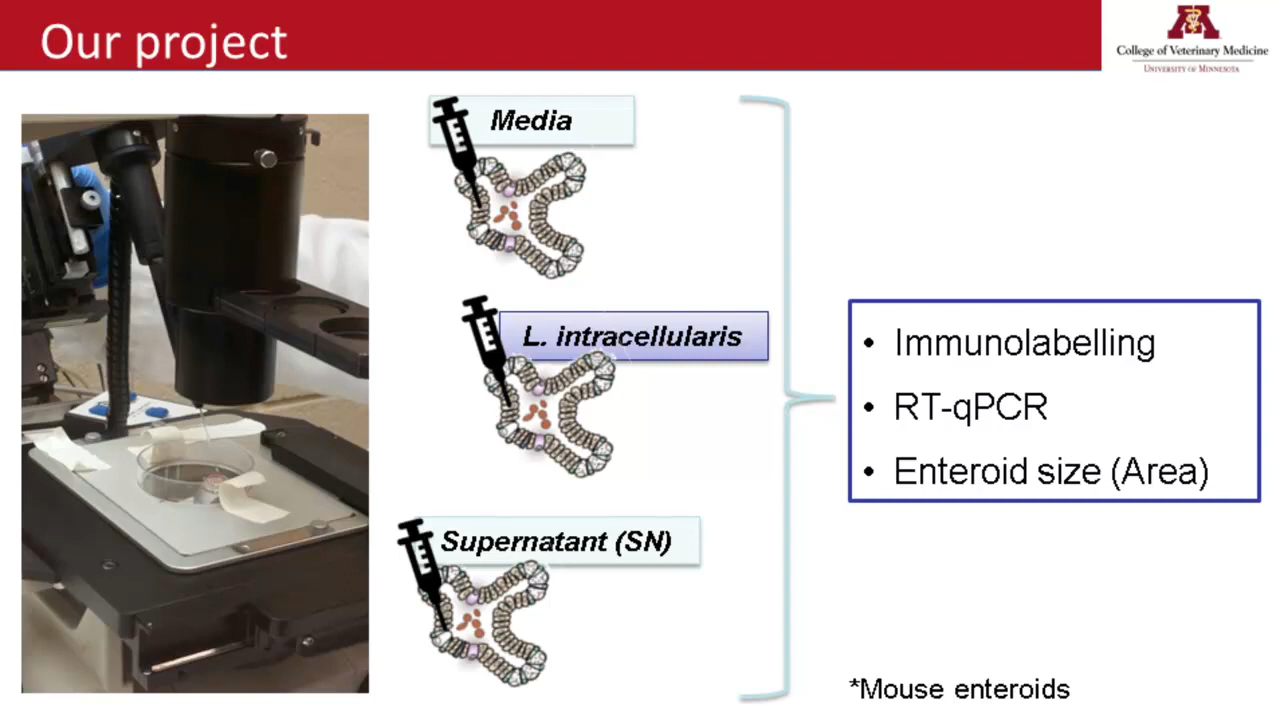 Our project
College of Veterinary Medicine
UNIVERSITY OF MINNESOTA
Media
L. intracellularis
Supernatant (SN)
• Immunolabelling
• RT-qPCR
• Enteroid size (Area)
*Mouse enteroids